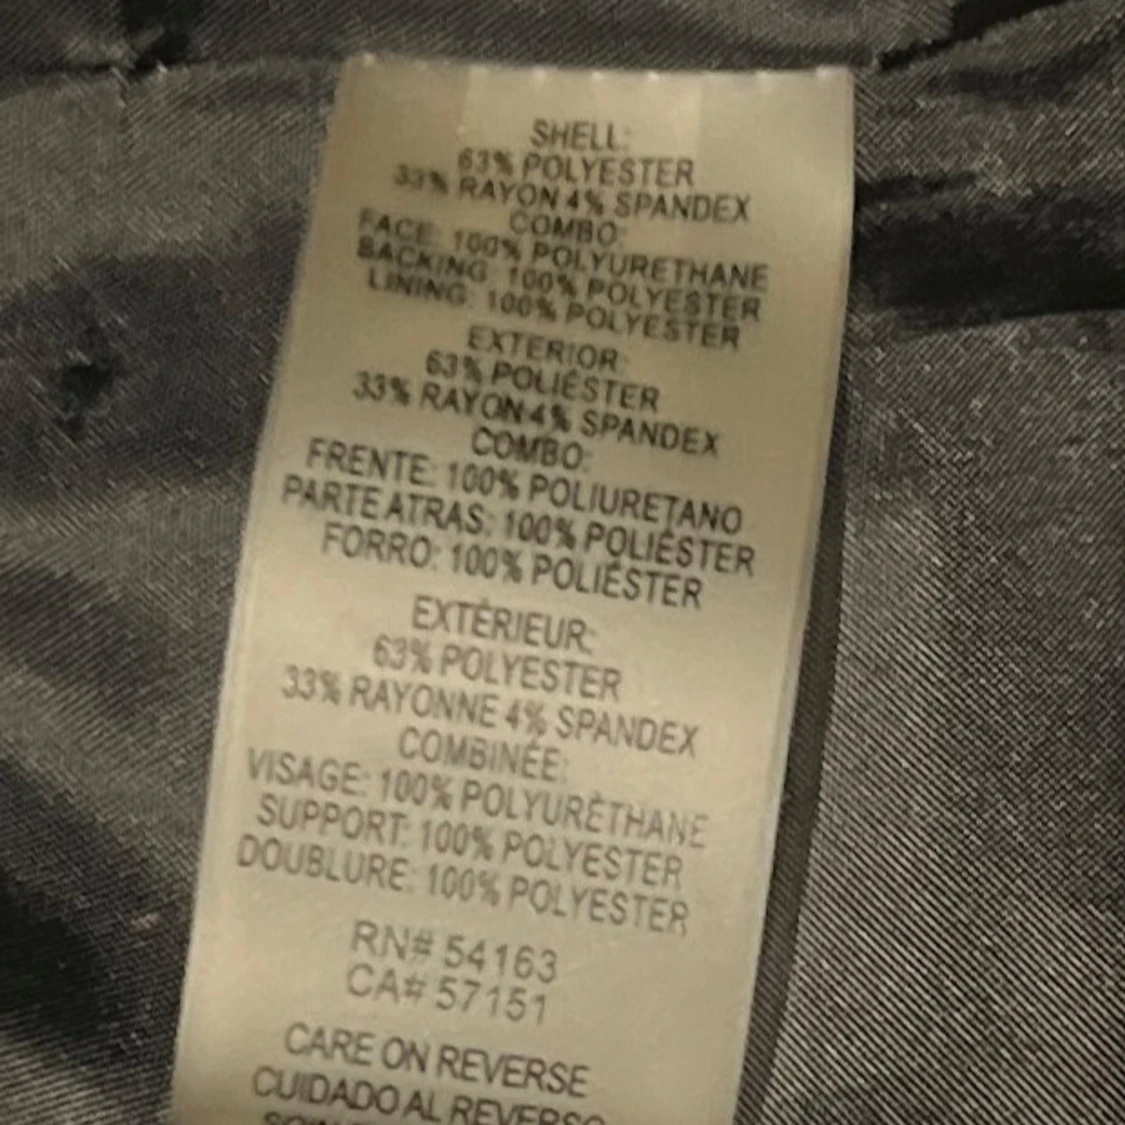 SHELL:
63% POLYESTER
33% RAYON 4% SPANDEX
COMBO:
FACE: 100% POLYURETHANE
BACKING: 100% POLYESTER
LINING: 100% POLYESTER
EXTERIOR:
63% POLIÉSTER
33% RAYON 4% SPANDEX
COMBO:
FRENTE: 100% POLIURETANO
PARTE ATRAS: 100% POLIÉSTER
FORRO: 100% POLIÉSTER
EXTÉRIEUR:
63% POLYESTER
33% RAYONNE 4% SPANDEX
COMBINÉE:
VISAGE: 100% POLYURÉTHANE
SUPPORT: 100% POLYESTER
DOUBLURE: 100% POLYESTER
RN# 54163
CA# 57151
CARE ON REVERSE
CUIDADO AL REVERSO